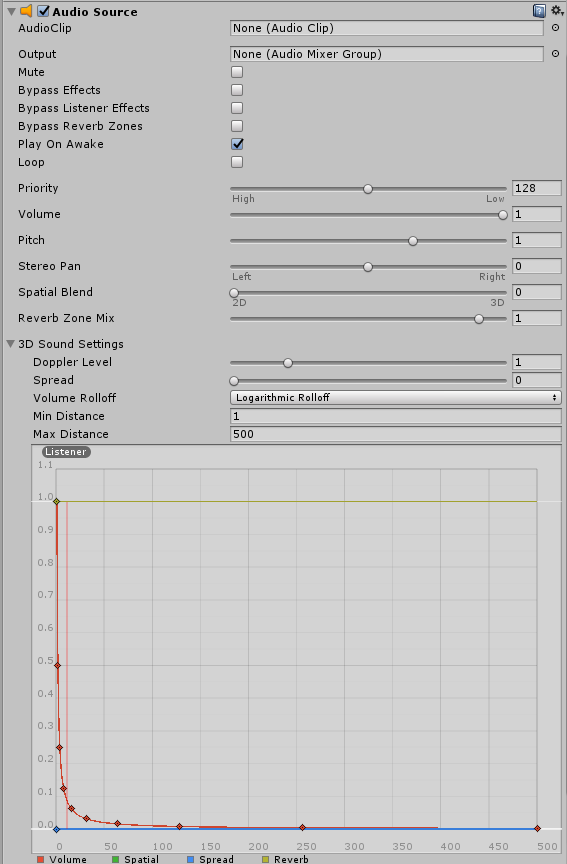 Audio Source
AudioClip None (Audio Clip)
Output None (Audio Mixer Group)
Mute
Bypass Effects
Bypass Listener Effects
Bypass Reverb Zones
Play On Awake
Loop
Priority 128
High Low
Volume 1
Pitch 1
Stereo Pan 0
Left Right
Spatial Blend 0
2D 3D
Reverb Zone Mix 1
3D Sound Settings
Doppler Level 1
Spread 0
Volume Rolloff Logarithmic Rolloff
Min Distance 1
Max Distance 500
Listener
1.1
1.0
0.9
0.8
0.7
0.6
0.5
0.4
0.3
0.2
0.1
0.0
0 50 100 150 200 250 300 350 400 450 500
Volume Spatial Spread Reverb